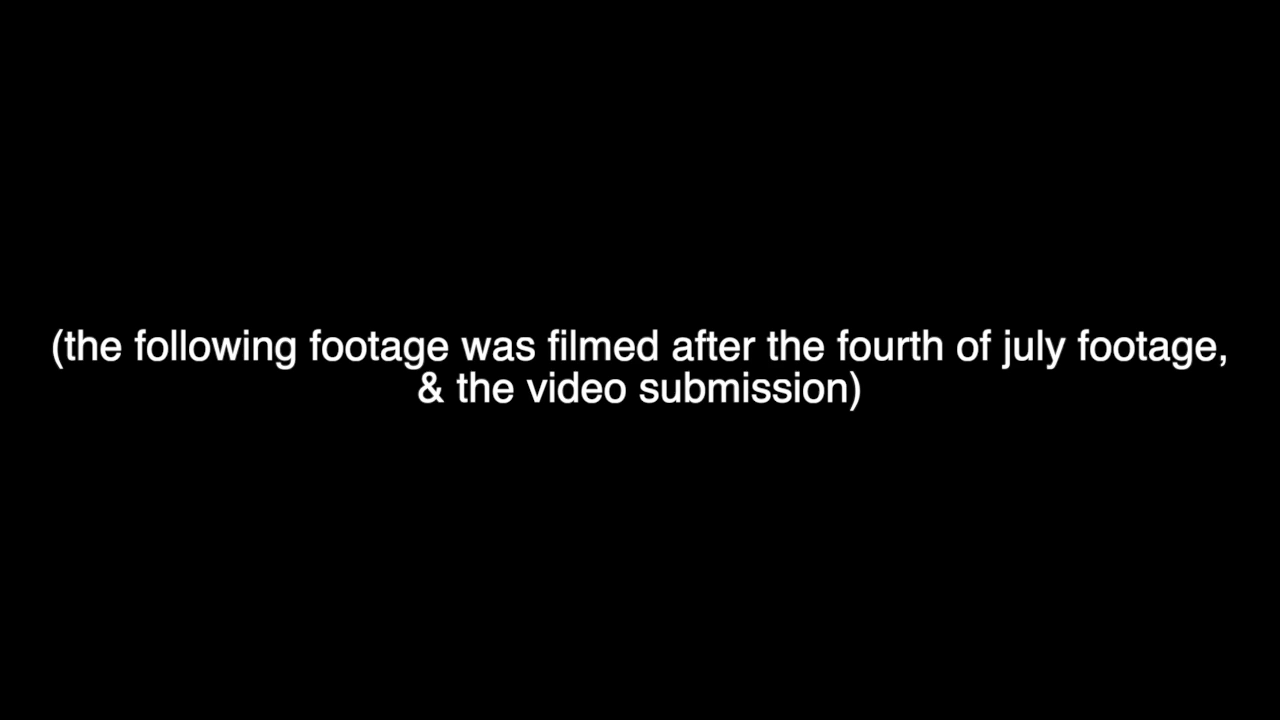 (the following footage was filmed after the fourth of july footage,
& the video submission)